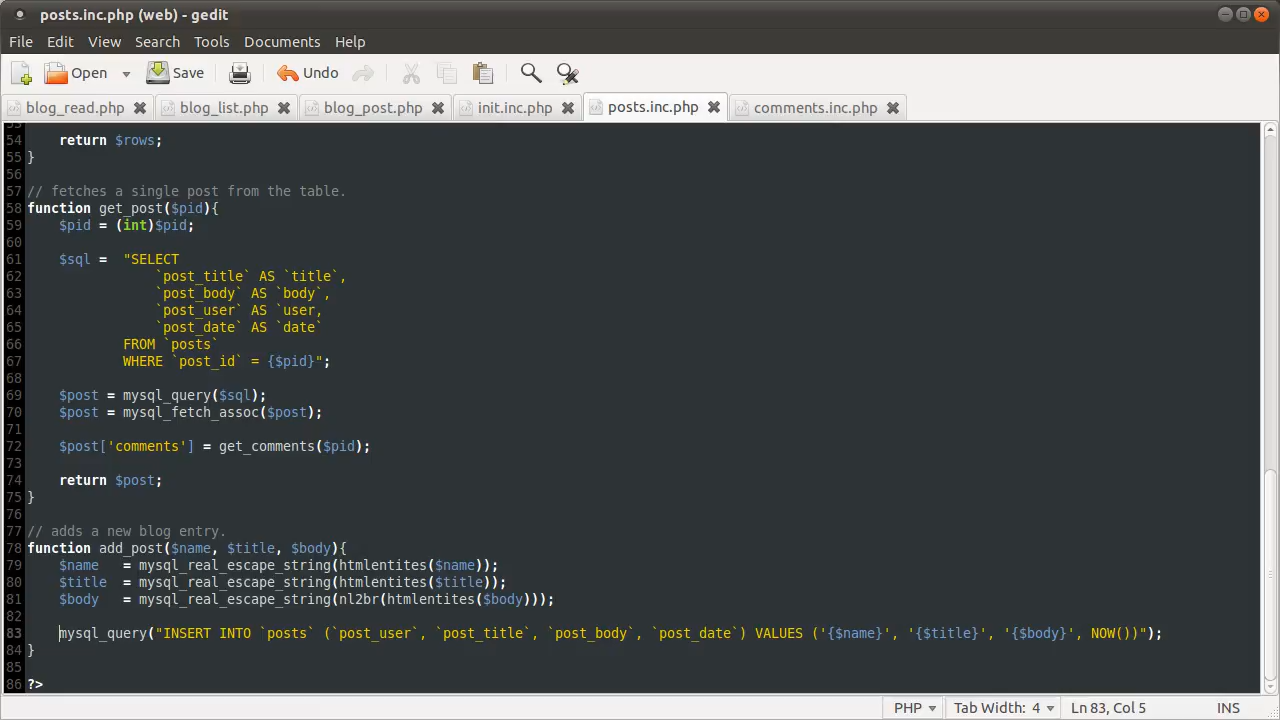 posts.inc.php (web) - gedit
File Edit View Search Tools Documents Help
Open Save Undo
blog_read.php blog_list.php blog_post.php init.inc.php posts.inc.php comments.inc.php
53
54 return $rows;
55 }
56
57 // fetches a single post from the table.
58 function get_post($pid){
59 $pid = (int)$pid;
60
61 $sql = "SELECT
62 `post_title` AS `title`,
63 `post_body` AS `body`,
64 `post_user` AS `user,
65 `post_date` AS `date`
66 FROM `posts`
67 WHERE `post_id` = {$pid}";
68
69 $post = mysql_query($sql);
70 $post = mysql_fetch_assoc($post);
71
72 $post['comments'] = get_comments($pid);
73
74 return $post;
75 }
76
77 // adds a new blog entry.
78 function add_post($name, $title, $body){
79 $name = mysql_real_escape_string(htmlentites($name));
80 $title = mysql_real_escape_string(htmlentites($title));
81 $body = mysql_real_escape_string(nl2br(htmlentites($body)));
82
83 mysql_query("INSERT INTO `posts` (`post_user`, `post_title`, `post_body`, `post_date`) VALUES ('{$name}', '{$title}', '{$body}', NOW())");
84 }
85
86 ?>
PHP Tab Width: 4 Ln 83, Col 5 INS